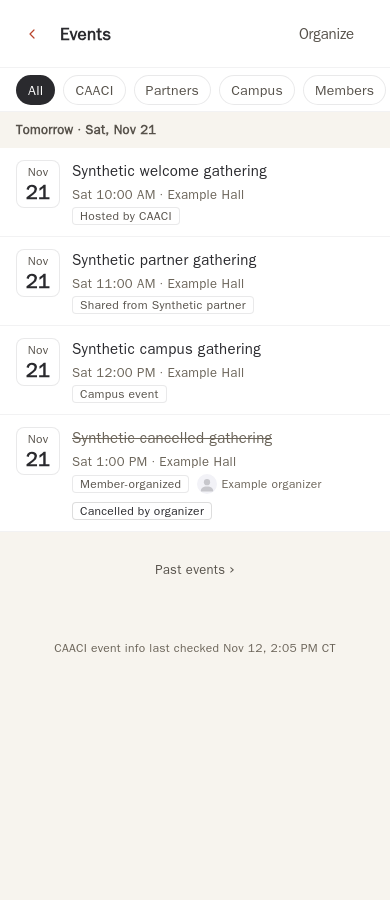 Events
Organize
All
CAACI
Partners
Campus
Members
Tomorrow · Sat, Nov 21
Nov
21
Synthetic welcome gathering
Sat 10:00 AM · Example Hall
Hosted by CAACI
Nov
21
Synthetic partner gathering
Sat 11:00 AM · Example Hall
Shared from Synthetic partner
Nov
21
Synthetic campus gathering
Sat 12:00 PM · Example Hall
Campus event
Nov
21
Synthetic cancelled gathering
Sat 1:00 PM · Example Hall
Member-organized
Example organizer
Cancelled by organizer
Past events ›
CAACI event info last checked Nov 12, 2:05 PM CT